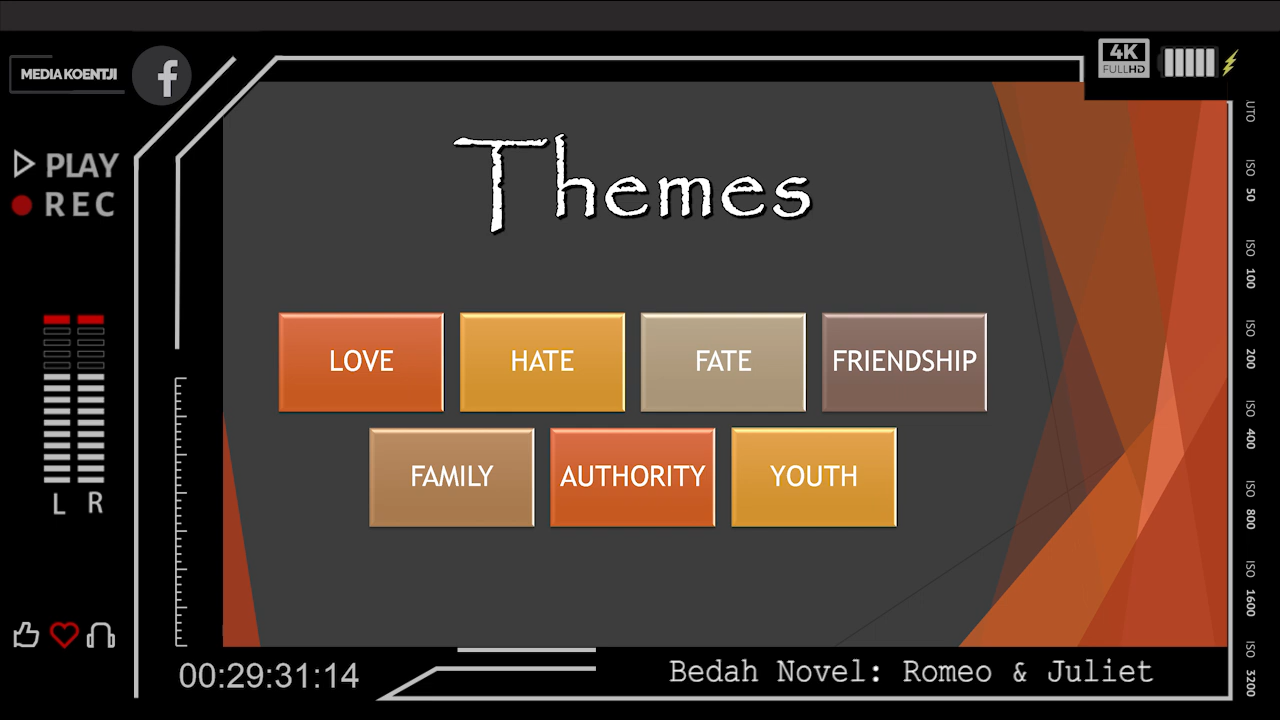 MEDIA KOENTJI
f
4K
FULLHD
PLAY
REC
Themes
LOVE
HATE
FATE
FRIENDSHIP
FAMILY
AUTHORITY
YOUTH
L R
00:29:31:14
Bedah Novel: Romeo & Juliet
UTO
ISO 50
ISO 100
ISO 200
ISO 400
ISO 800
ISO 1600
ISO 3200